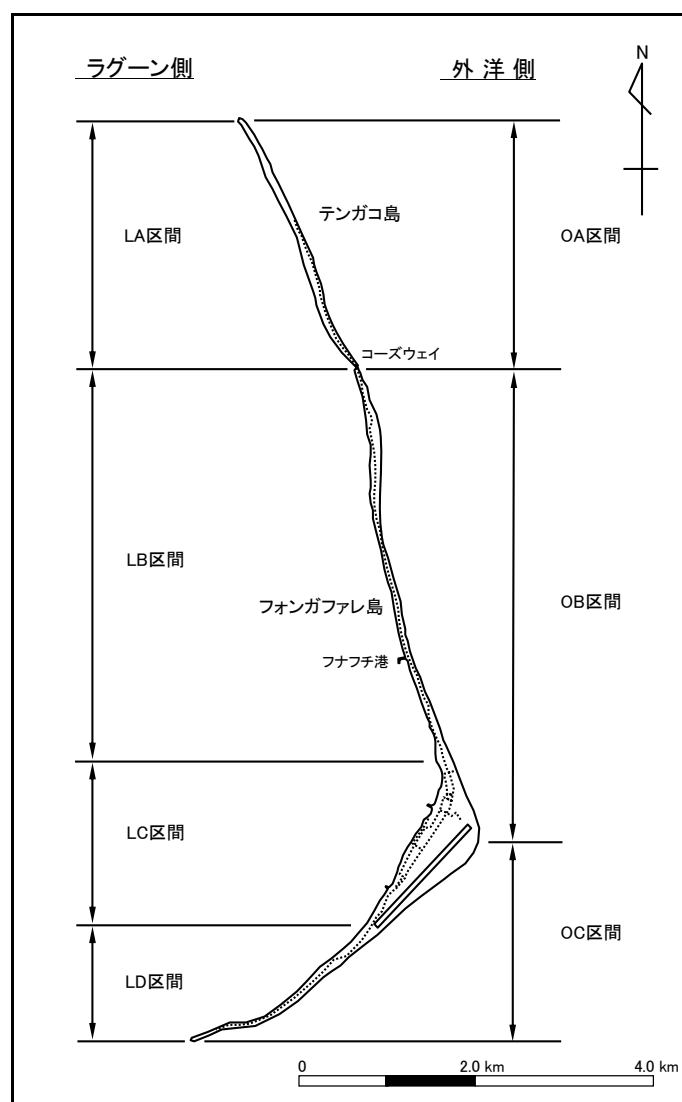 ラグーン側
外 洋 側
N
テンガコ島
LA区間
OA区間
コーズウェイ
LB区間
フォンガファレ島
OB区間
フナフチ港
LC区間
OC区間
LD区間
0
2.0 km
4.0 km